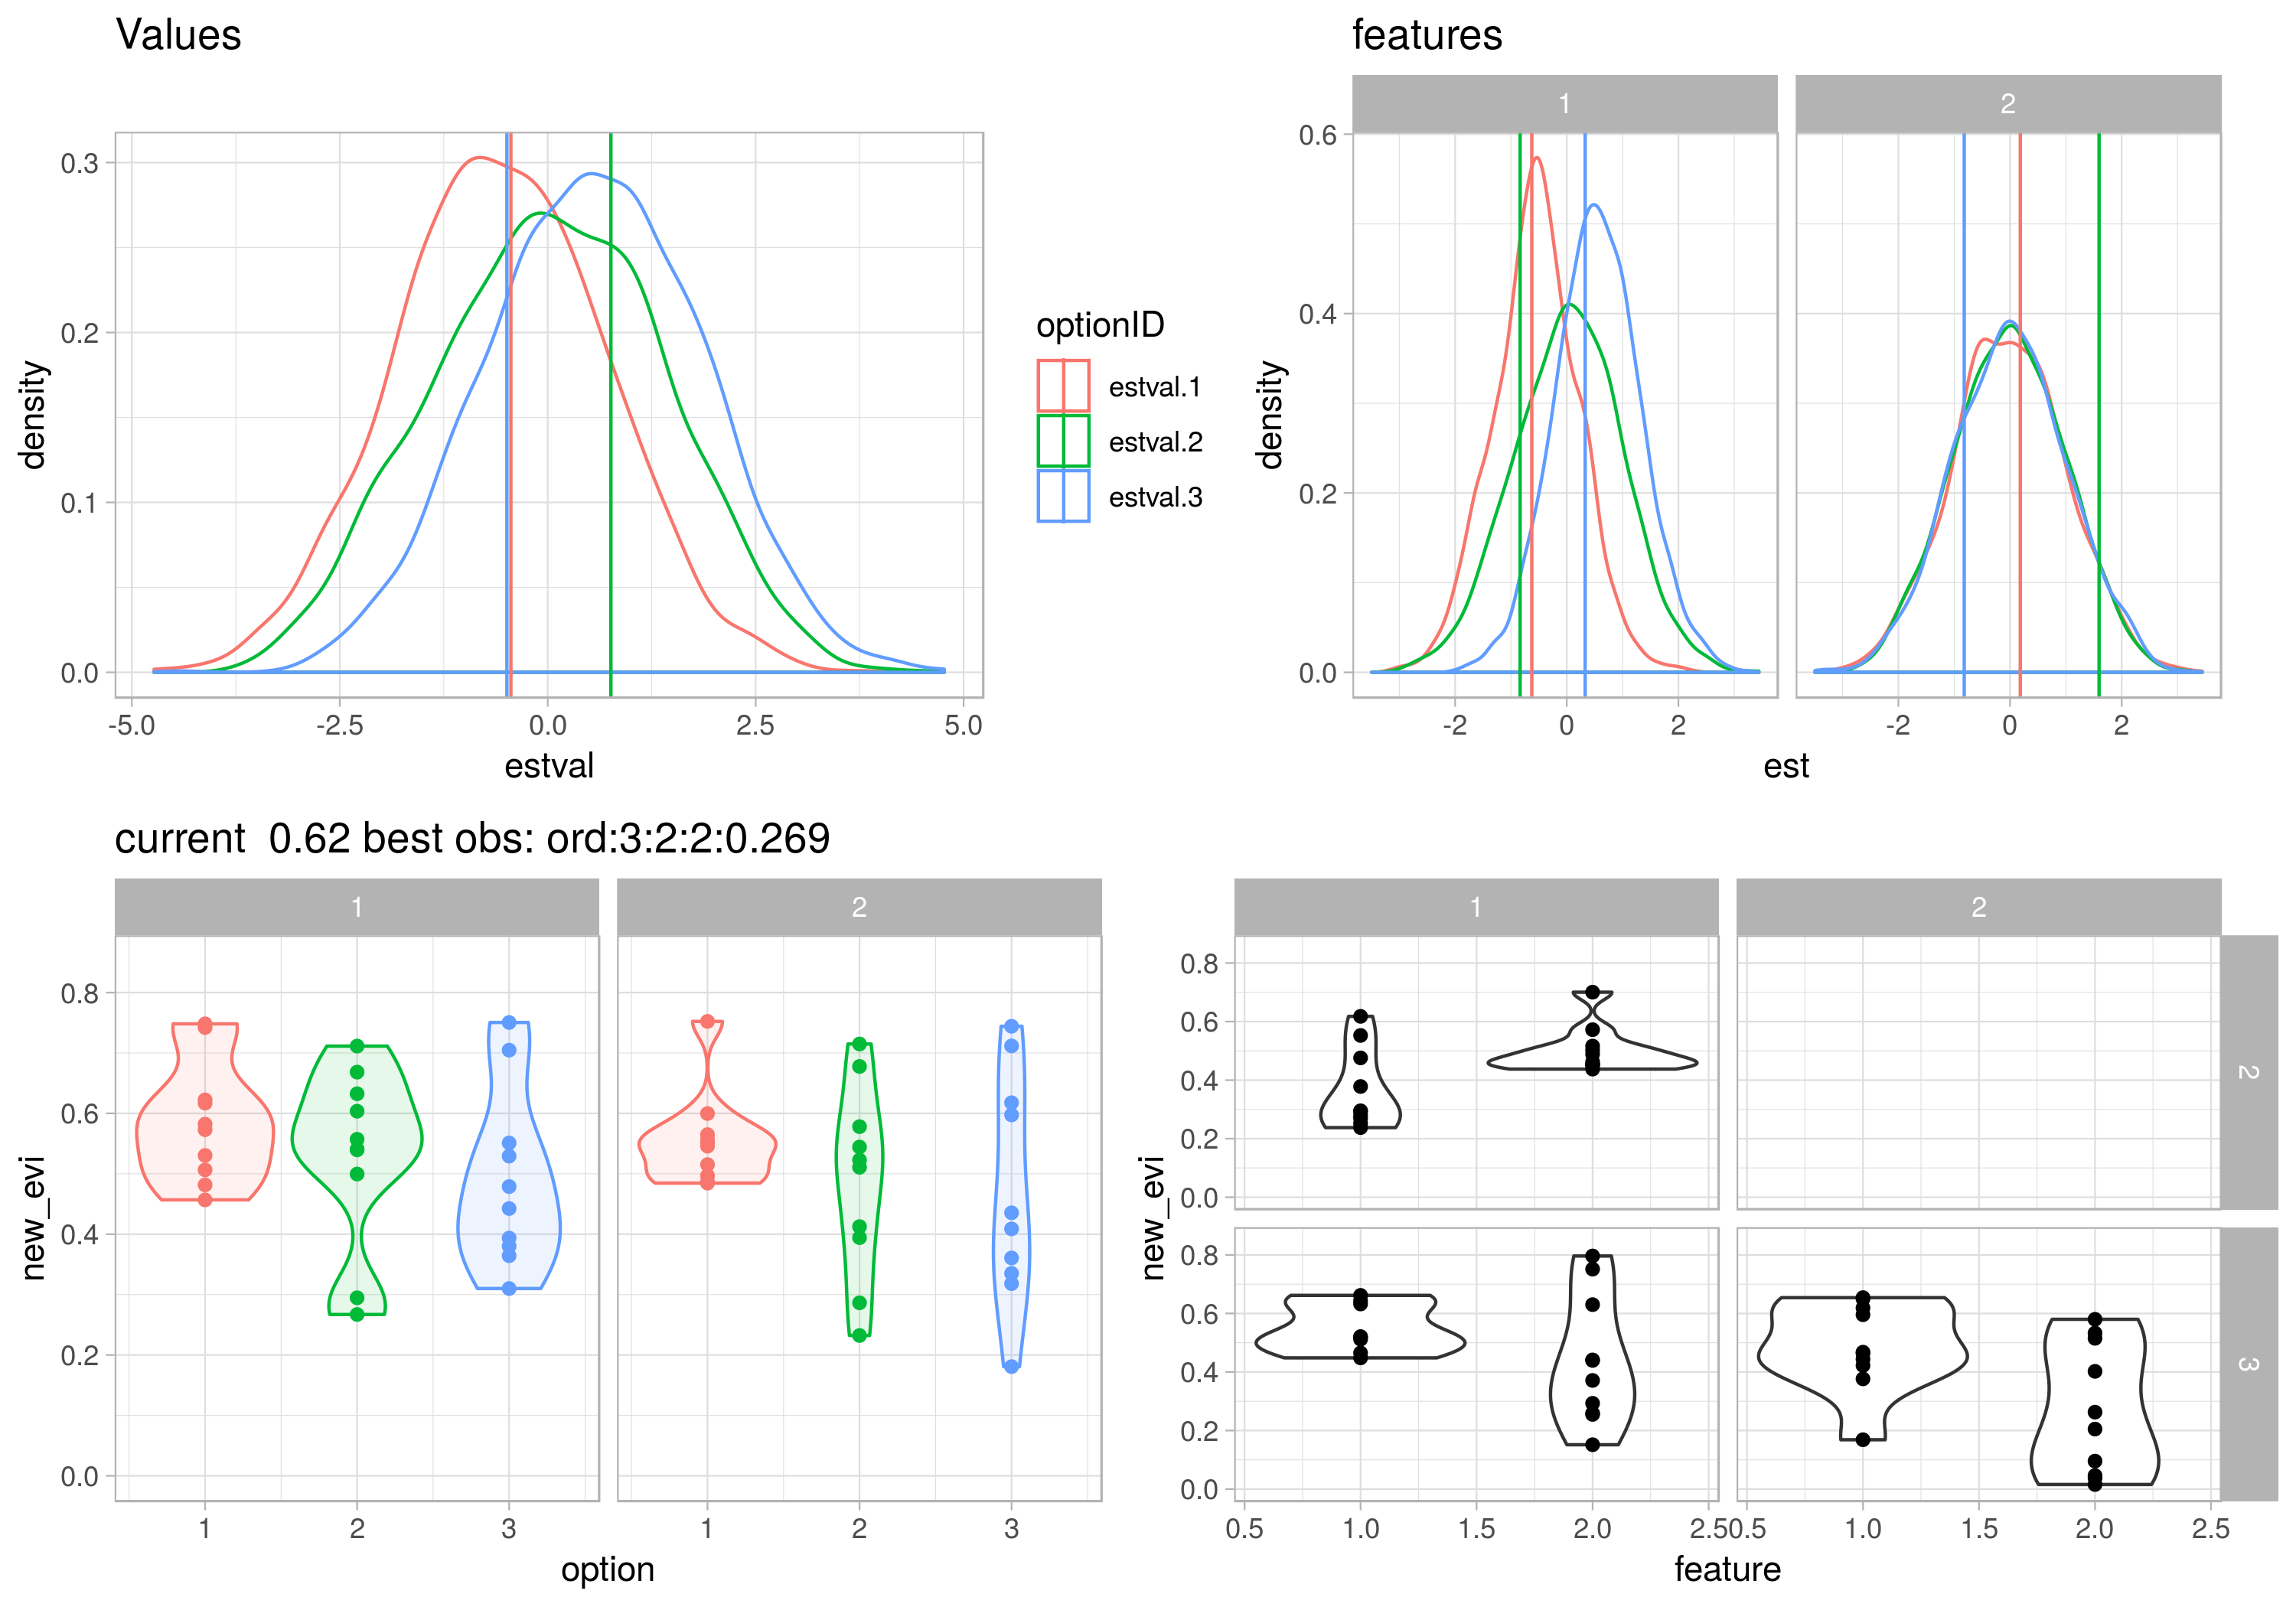 Values
0.3
0.2
0.1
0.0
density
-5.0 -2.5 0.0 2.5 5.0
estval
optionID
estval.1
estval.2
estval.3
features
1 2
0.6
0.4
0.2
0.0
density
-2 0 2 -2 0 2
est
current 0.62 best obs: ord:3:2:2:0.269
1 2
0.8
0.6
0.4
0.2
0.0
new_evi
1 2 3 1 2 3
option
1 2
0.8
0.6
0.4
0.2
0.0
2
0.8
0.6
0.4
0.2
0.0
3
new_evi
0.5 1.0 1.5 2.0 2.5 0.5 1.0 1.5 2.0 2.5
feature